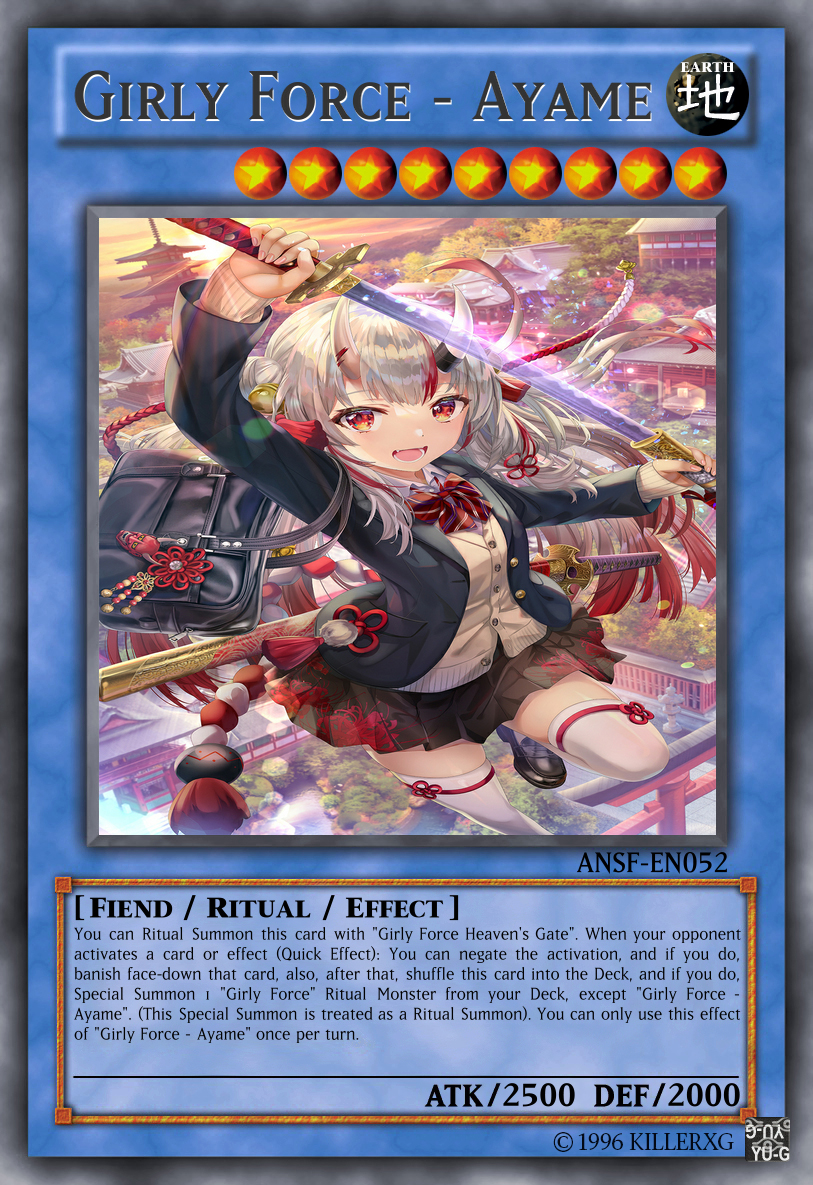 GIRLY FORCE - AYAME
EARTH
地
ANSF-EN052
[ FIEND / RITUAL / EFFECT ]
You can Ritual Summon this card with "Girly Force Heaven's Gate". When your opponent
activates a card or effect (Quick Effect): You can negate the activation, and if you do,
banish face-down that card, also, after that, shuffle this card into the Deck, and if you do,
Special Summon 1 "Girly Force" Ritual Monster from your Deck, except "Girly Force -
Ayame". (This Special Summon is treated as a Ritual Summon). You can only use this effect
of "Girly Force - Ayame" once per turn.
ATK/2500 DEF/2000
© 1996 KILLERXG
YU-G